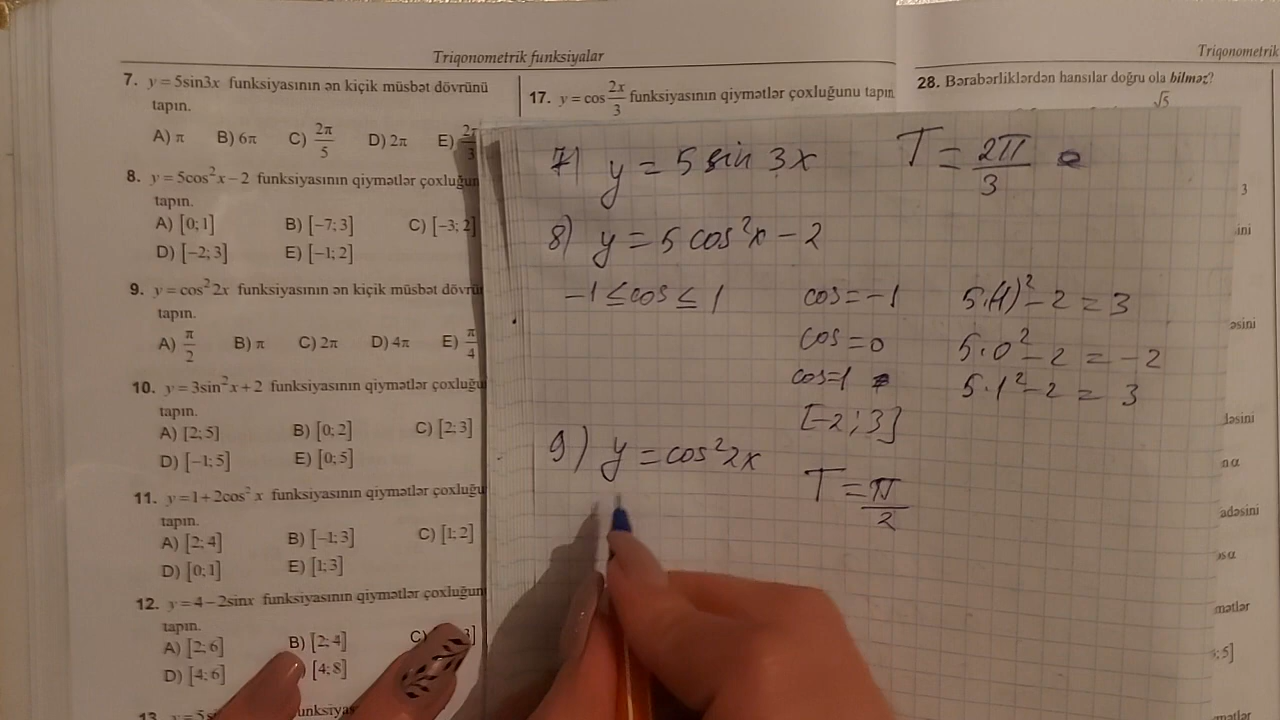 Triqonometrik funksiyalar
7. y = 5sin3x funksiyasının ən kiçik müsbət dövrünü
tapın.
A) π B) 6π C) 2π/5 D) 2π E)
8. y = 5cos²x – 2 funksiyasının qiymətlər
tapın.
A) [0; 1] B) [-7; 3] C) [-3; 2]
D) [-2; 3] E) [-1; 2]
9. y = cos² 2x funksiyasının ən kiçik müsbət
tapın.
A) π/2 B) π C) 2π D) 4π E) π/4
10. y = 3sin²x + 2 funksiyasının qiymətlər
tapın.
A) [2; 5] B) [0; 2] C) [2; 3]
D) [-1; 5] E) [0; 5]
11. y = 1 + 2cos² x funksiyasının qiymətlər
tapın.
A) [2; 4] B) [-1; 3] C) [1; 2]
D) [0; 1] E) [1; 3]
12. y = 4 – 2sinx funksiyasının qiymətlər
tapın.
A) [2; 6] B) [2; 4] C)
D) [4; 6] [4; 8]
13.
17. y = cos 2x/3 funksiyasının qiymətlər çoxluğunu tapın
Triqonometrik
28. Bərabərliklərdən hansılar doğru ola bilməz?
√5
7) y = 5 sin 3x T = 2π/3
8) y = 5 cos²x – 2
-1 ≤ cos ≤ 1 cos = -1 5·(-1)² – 2 = 3
cos = 0 5·0² – 2 = -2
cos = 1 5·1² – 2 = 3
[-2; 3]
9) y = cos²2x T = π/2